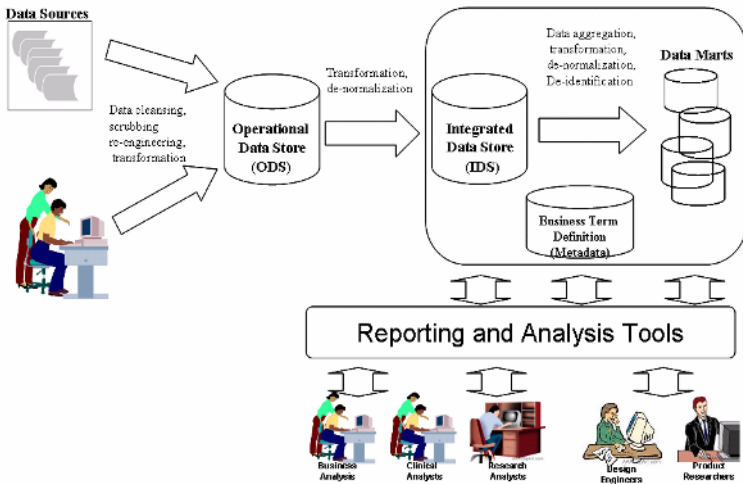 Data Sources
Data cleansing,
scrubbing
re-engineering,
transformation
Operational
Data Store
(ODS)
Transformation,
de-normalization
Integrated
Data Store
(IDS)
Data aggregation,
transformation,
de-normalization,
De-identification
Data Marts
Business Term
Definition
(Metadata)
Reporting and Analysis Tools
Business
Analysis
Clinical
Analysts
Research
Analysts
Design
Engineers
Product
Researchers